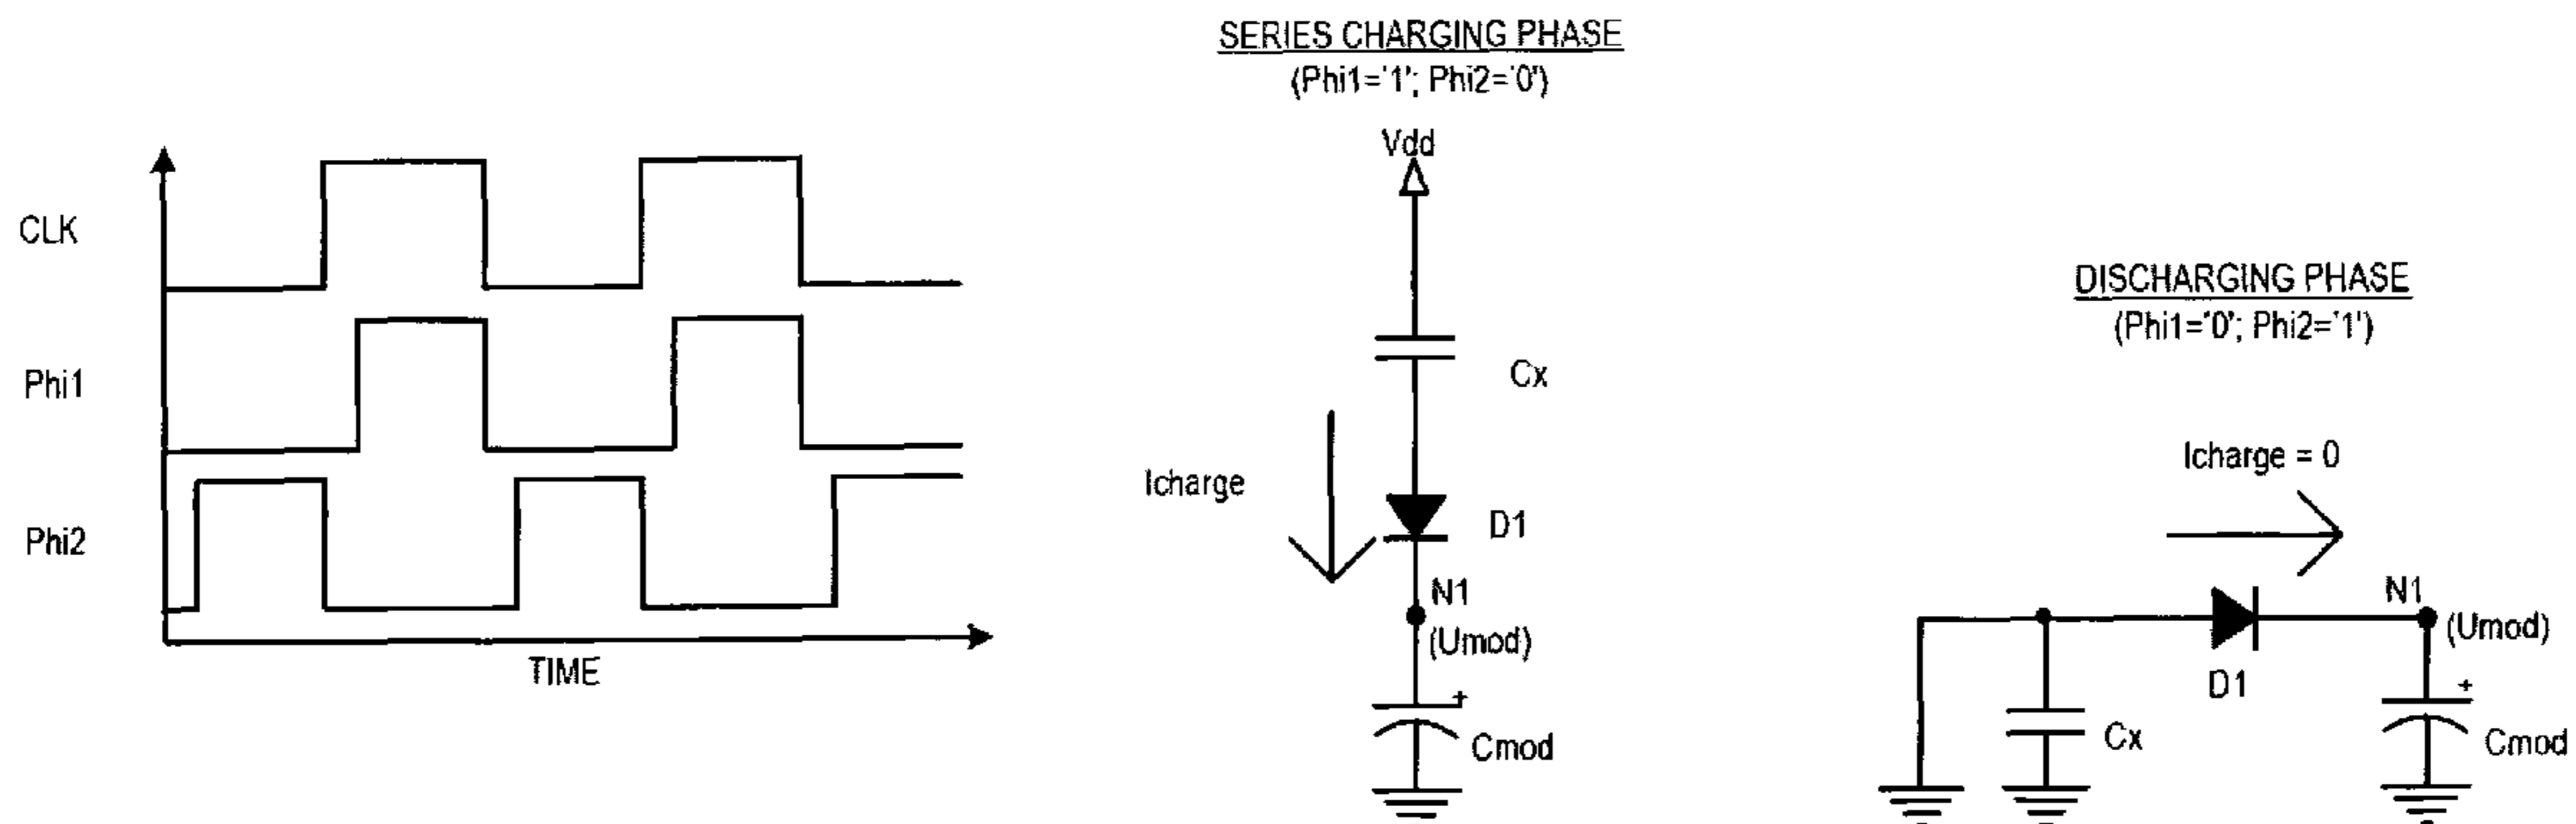 CLK
Phi1
Phi2
TIME
SERIES CHARGING PHASE
(Phi1='1'; Phi2='0')
Vdd
Cx
Icharge
D1
N1
(Umod)
+
Cmod
DISCHARGING PHASE
(Phi1='0'; Phi2='1')
Icharge = 0
N1
(Umod)
D1
+
Cx
Cmod